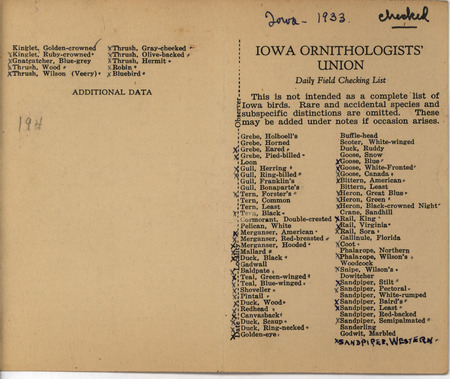 Kinglet, Golden-crowned
Kinglet, Ruby-crowned
Gnatcatcher, Blue-grey
Thrush, Wood
Thrush, Wilson (Veery)
Thrush, Gray-cheeked
Thrush, Olive-backed
Thrush, Hermit
Robin
Bluebird
ADDITIONAL DATA
194
Iowa - 1933.
checked
IOWA ORNITHOLOGISTS'
UNION
Daily Field Checking List
This is not intended as a complete list of
Iowa birds. Rare and accidental species and
subspecific distinctions are omitted. These
may be added under notes if occasion arises.
Grebe, Holboell's
Grebe, Horned
Grebe, Eared
Grebe, Pied-billed
Loon
Gull, Herring
Gull, Ring-billed
Gull, Franklin's
Gull, Bonaparte's
Tern, Forster's
Tern, Common
Tern, Least
Tern, Black
Cormorant, Double-crested
Pelican, White
Merganser, American
Merganser, Red-breasted
Merganser, Hooded
Mallard
Duck, Black
Gadwall
Baldpate
Teal, Green-winged
Teal, Blue-winged
Shoveller
Pintail
Duck, Wood
Redhead
Canvasback
Duck, Scaup
Duck, Ring-necked
Golden-eye
Buffle-head
Scoter, White-winged
Duck, Ruddy
Goose, Snow
Goose, Blue
Goose, White-Fronted
Goose, Canada
Bittern, American
Bittern, Least
Heron, Great Blue
Heron, Green
Heron, Black-crowned Night
Crane, Sandhill
Rail, King
Rail, Virginia
Rail, Sora
Gallinule, Florida
Coot
Phalarope, Northern
Phalarope, Wilson's
Woodcock
Snipe, Wilson's
Dowitcher
Sandpiper, Stilt
Sandpiper, Pectoral
Sandpiper, White-rumped
Sandpiper, Baird's
Sandpiper, Least
Sandpiper, Red-backed
Sandpiper, Semipalmated
Sanderling
Godwit, Marbled
SANDPIPER, WESTERN